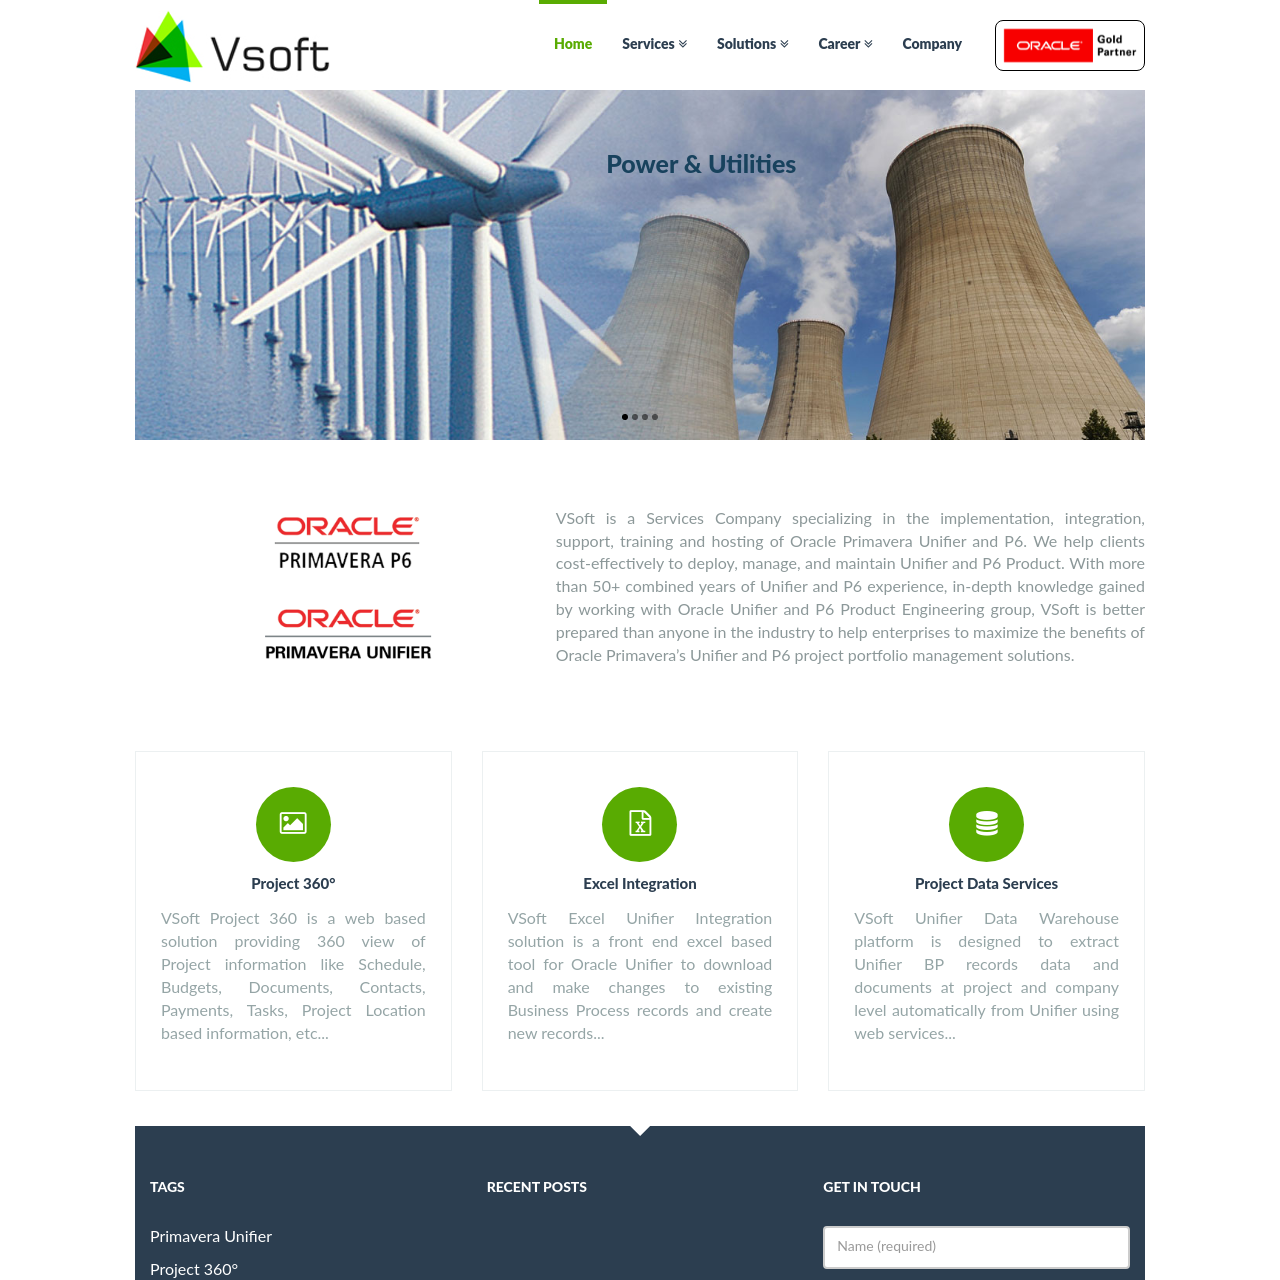 Vsoft
Home
Services
Solutions
Career
Company
ORACLE
Gold
Partner
Power & Utilities
ORACLE®
PRIMAVERA P6
ORACLE®
PRIMAVERA UNIFIER
VSoft is a Services Company specializing in the implementation, integration,
support, training and hosting of Oracle Primavera Unifier and P6. We help clients
cost-effectively to deploy, manage, and maintain Unifier and P6 Product. With more
than 50+ combined years of Unifier and P6 experience, in-depth knowledge gained
by working with Oracle Unifier and P6 Product Engineering group, VSoft is better
prepared than anyone in the industry to help enterprises to maximize the benefits of
Oracle Primavera’s Unifier and P6 project portfolio management solutions.
Project 360°
VSoft Project 360 is a web based
solution providing 360 view of
Project information like Schedule,
Budgets, Documents, Contacts,
Payments, Tasks, Project Location
based information, etc...
Excel Integration
VSoft Excel Unifier Integration
solution is a front end excel based
tool for Oracle Unifier to download
and make changes to existing
Business Process records and create
new records...
Project Data Services
VSoft Unifier Data Warehouse
platform is designed to extract
Unifier BP records data and
documents at project and company
level automatically from Unifier using
web services...
TAGS
Primavera Unifier
Project 360°
RECENT POSTS
GET IN TOUCH
Name (required)